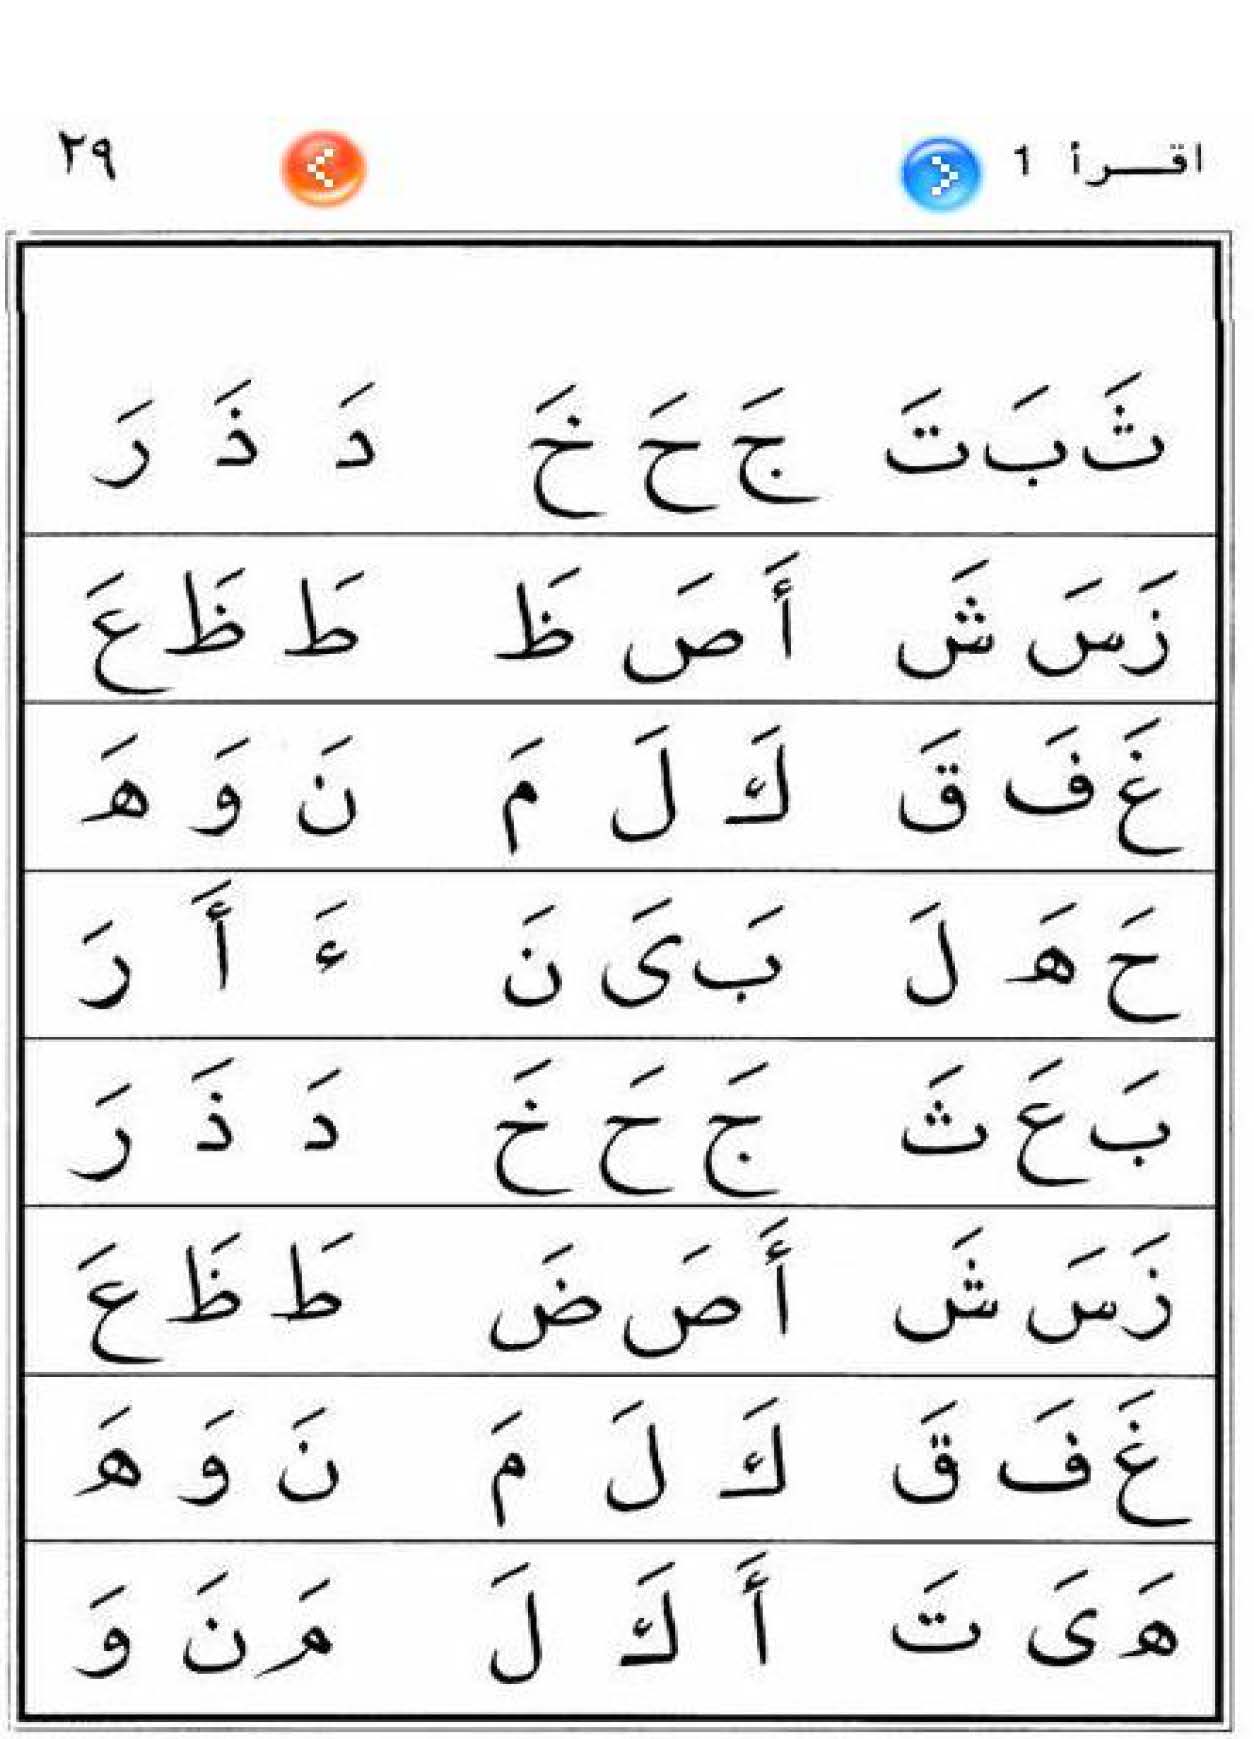 اقـــرأ 1 ٢٩
ثَ بَ تَ جَ حَ خَ دَ ذَ رَ
زَ سَ شَ أَ صَ ظَ طَ ظَ عَ
غَ فَ قَ كَ لَ مَ نَ وَ هَ
حَ هَ لَ بَ ىَ نَ ءَ أَ رَ
بَ عَ ثَ جَ حَ خَ دَ ذَ رَ
زَ سَ شَ أَ صَ ضَ طَ ظَ عَ
غَ فَ قَ كَ لَ مَ نَ وَ هَ
هَ ىَ تَ أَ كَ لَ مَ نَ وَ